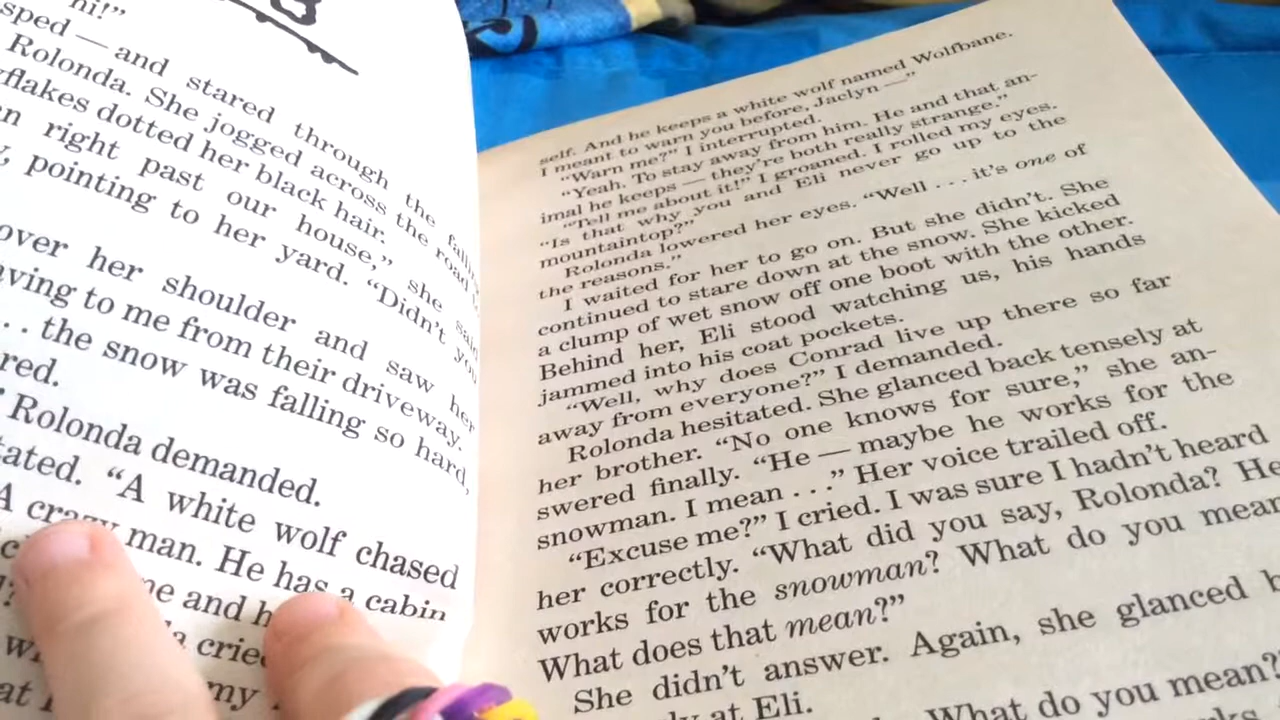 hi!"
sped — and stared through the
Rolonda. She jogged across the road
flakes dotted her black hair.
right past our house," she said
, pointing to her yard. "Didn't you
over her shoulder and saw her
ving to me from their driveway.
. . the snow was falling so hard,
red.
Rolonda demanded.
tated. "A white wolf chased
A crazy man. He has a cabin
me and
cried
my
self. And he keeps a white wolf named Wolfbane.
I meant to warn you before, Jaclyn —"
"Warn me?" I interrupted.
"Yeah. To stay away from him. He and that an-
imal he keeps — they're both really strange."
"Tell me about it!" I groaned. I rolled my eyes.
"Is that why you and Eli never go up to the
mountaintop?"
Rolonda lowered her eyes. "Well . . . it's one of
the reasons."
I waited for her to go on. But she didn't. She
continued to stare down at the snow. She kicked
a clump of wet snow off one boot with the other.
Behind her, Eli stood watching us, his hands
jammed into his coat pockets.
"Well, why does Conrad live up there so far
away from everyone?" I demanded.
Rolonda hesitated. She glanced back tensely at
her brother. "No one knows for sure," she an-
swered finally. "He — maybe he works for the
snowman. I mean . . ." Her voice trailed off.
"Excuse me?" I cried. I was sure I hadn't heard
her correctly. "What did you say, Rolonda? He
works for the snowman? What do you mean
What does that mean?"
She didn't answer. Again, she glanced
at Eli.
What do you mean?"